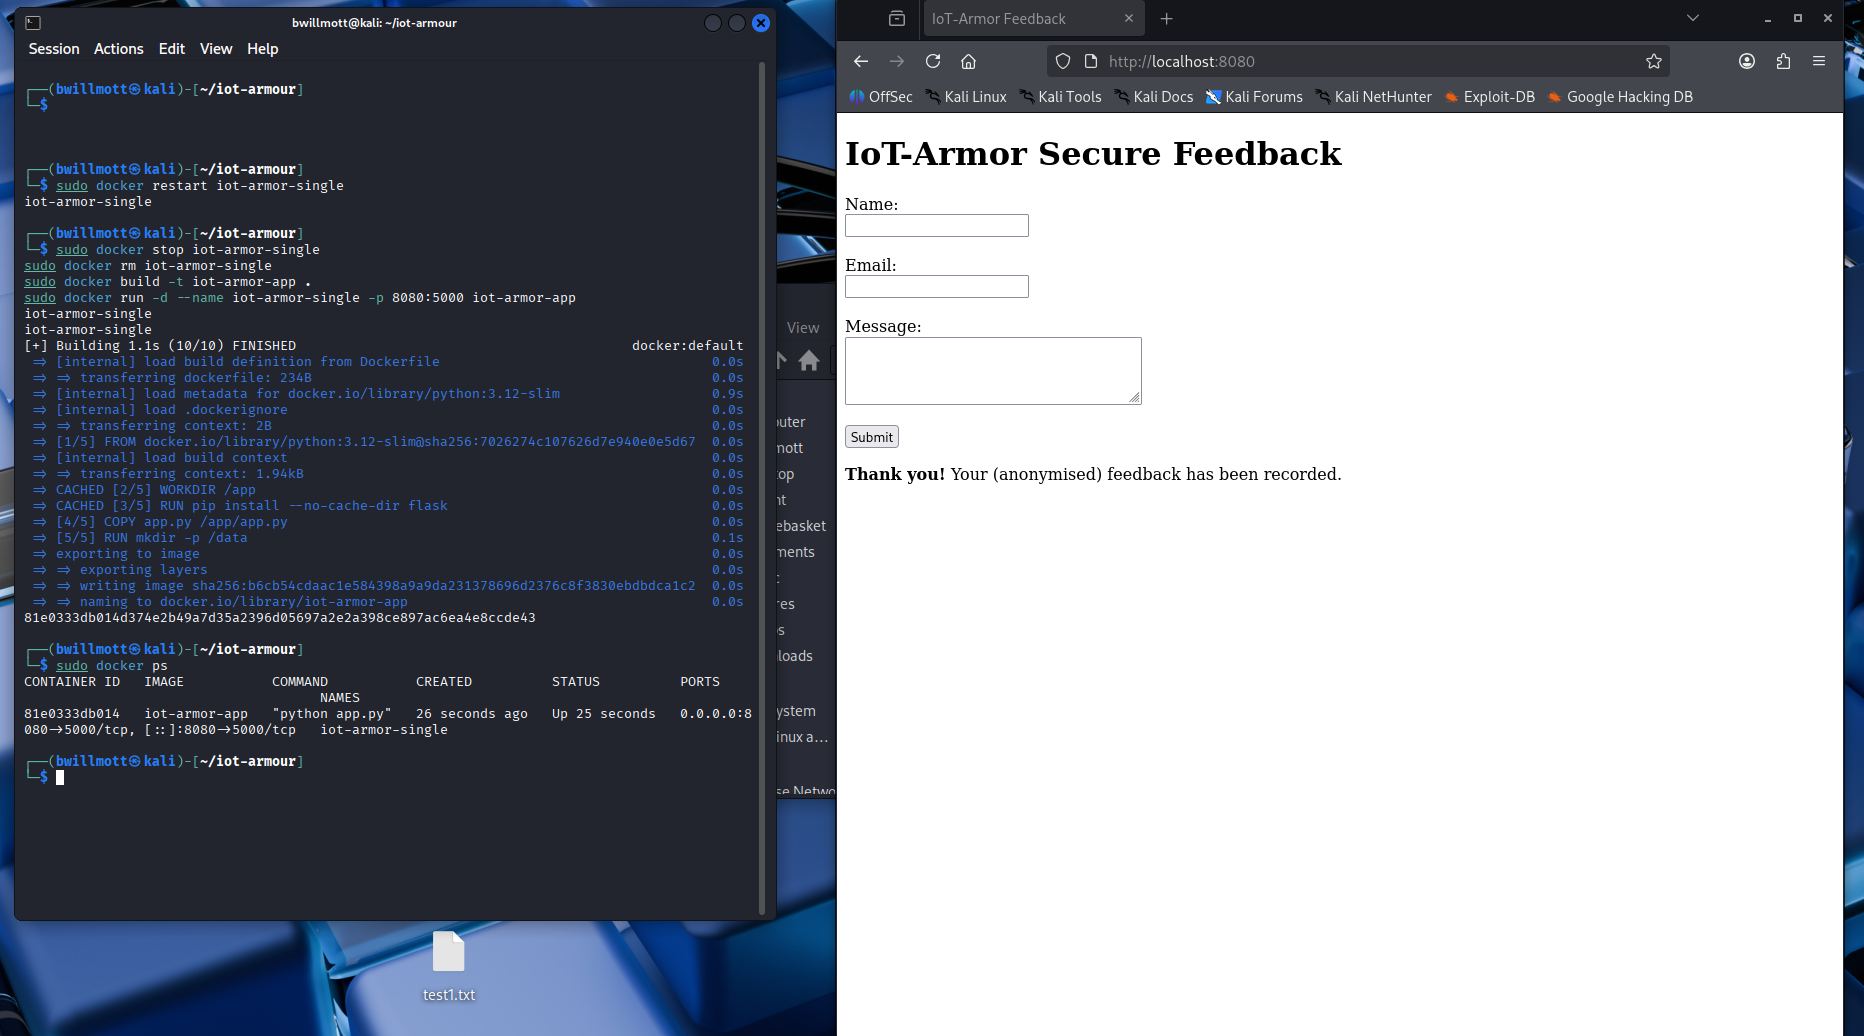 bwillmott@kali: ~/iot-armour
Session Actions Edit View Help
┌──(bwillmott㉿kali)-[~/iot-armour]
└─$
┌──(bwillmott㉿kali)-[~/iot-armour]
└─$ sudo docker restart iot-armor-single
iot-armor-single
┌──(bwillmott㉿kali)-[~/iot-armour]
└─$ sudo docker stop iot-armor-single
sudo docker rm iot-armor-single
sudo docker build -t iot-armor-app .
sudo docker run -d --name iot-armor-single -p 8080:5000 iot-armor-app
iot-armor-single
iot-armor-single
[+] Building 1.1s (10/10) FINISHED docker:default
=> [internal] load build definition from Dockerfile 0.0s
=> => transferring dockerfile: 234B 0.0s
=> [internal] load metadata for docker.io/library/python:3.12-slim 0.9s
=> [internal] load .dockerignore 0.0s
=> => transferring context: 2B 0.0s
=> [1/5] FROM docker.io/library/python:3.12-slim@sha256:7026274c107626d7e940e0e5d67 0.0s
=> [internal] load build context 0.0s
=> => transferring context: 1.94kB 0.0s
=> CACHED [2/5] WORKDIR /app 0.0s
=> CACHED [3/5] RUN pip install --no-cache-dir flask 0.0s
=> [4/5] COPY app.py /app/app.py 0.0s
=> [5/5] RUN mkdir -p /data 0.1s
=> exporting to image 0.0s
=> => exporting layers 0.0s
=> => writing image sha256:b6cb54cdaac1e584398a9a9da231378696d2376c8f3830ebdbdca1c2 0.0s
=> => naming to docker.io/library/iot-armor-app 0.0s
81e0333db014d374e2b49a7d35a2396d05697a2e2a398ce897ac6ea4e8ccde43
┌──(bwillmott㉿kali)-[~/iot-armour]
└─$ sudo docker ps
CONTAINER ID IMAGE COMMAND CREATED STATUS PORTS
NAMES
81e0333db014 iot-armor-app "python app.py" 26 seconds ago Up 25 seconds 0.0.0.0:8
080->5000/tcp, [::]:8080->5000/tcp iot-armor-single
┌──(bwillmott㉿kali)-[~/iot-armour]
└─$
test1.txt
View
outer
mott
op
nt
ebasket
ments
c
res
s
loads
ystem
inux a...
se Netwo
IoT-Armor Feedback
http://localhost:8080
OffSec Kali Linux Kali Tools Kali Docs Kali Forums Kali NetHunter Exploit-DB Google Hacking DB
IoT-Armor Secure Feedback
Name:
Email:
Message:
Submit
Thank you! Your (anonymised) feedback has been recorded.